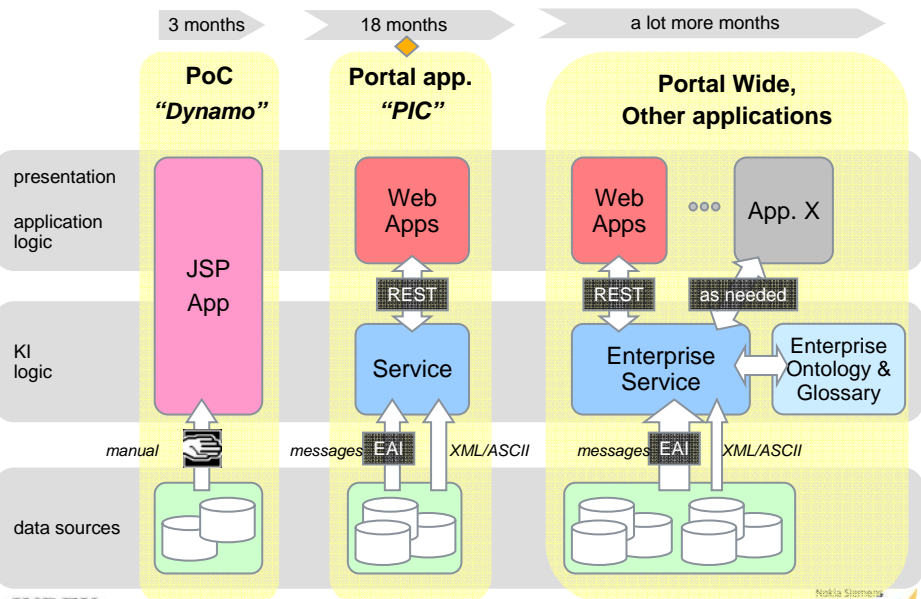 3 months
18 months
a lot more months
PoC
“Dynamo”
Portal app.
“PIC”
Portal Wide,
Other applications
presentation
application
logic
JSP
App
Web
Apps
Web
Apps
App. X
REST
REST
as needed
KI
logic
Service
Enterprise
Service
Enterprise
Ontology &
Glossary
manual
messages
EAI
XML/ASCII
messages
EAI
XML/ASCII
data sources
Nokia Siemens